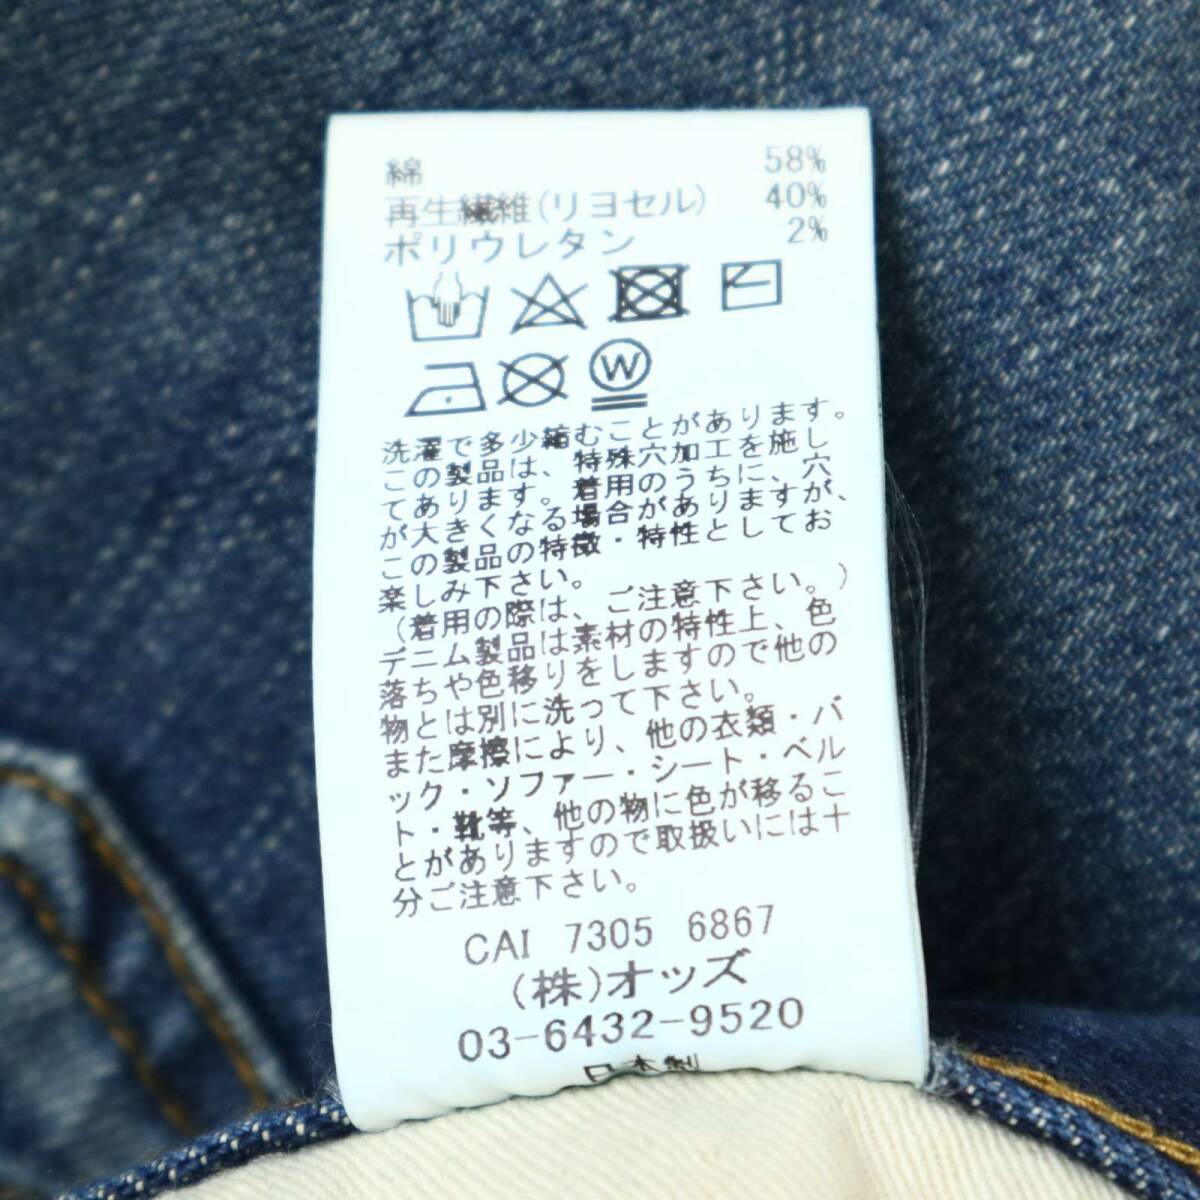 綿 58%
再生繊維(リヨセル) 40%
ポリウレタン 2%
W
洗濯で多少縮むことがあります。
この製品は、特殊穴加工を施し
てあります。着用のうちに、穴
が大きくなる場合がありますが、
この製品の特徴・特性としてお
楽しみ下さい。
(着用の際は、ご注意下さい。)
デニム製品は素材の特性上、色
落ちや色移りをしますので他の
物とは別に洗って下さい。
また摩擦により、他の衣類・バ
ック・ソファー・シート・ベル
ト・靴等、他の物に色が移るこ
とがありますので取扱いには十
分ご注意下さい。
CAI 7305 6867
(株)オッズ
03-6432-9520
日本製